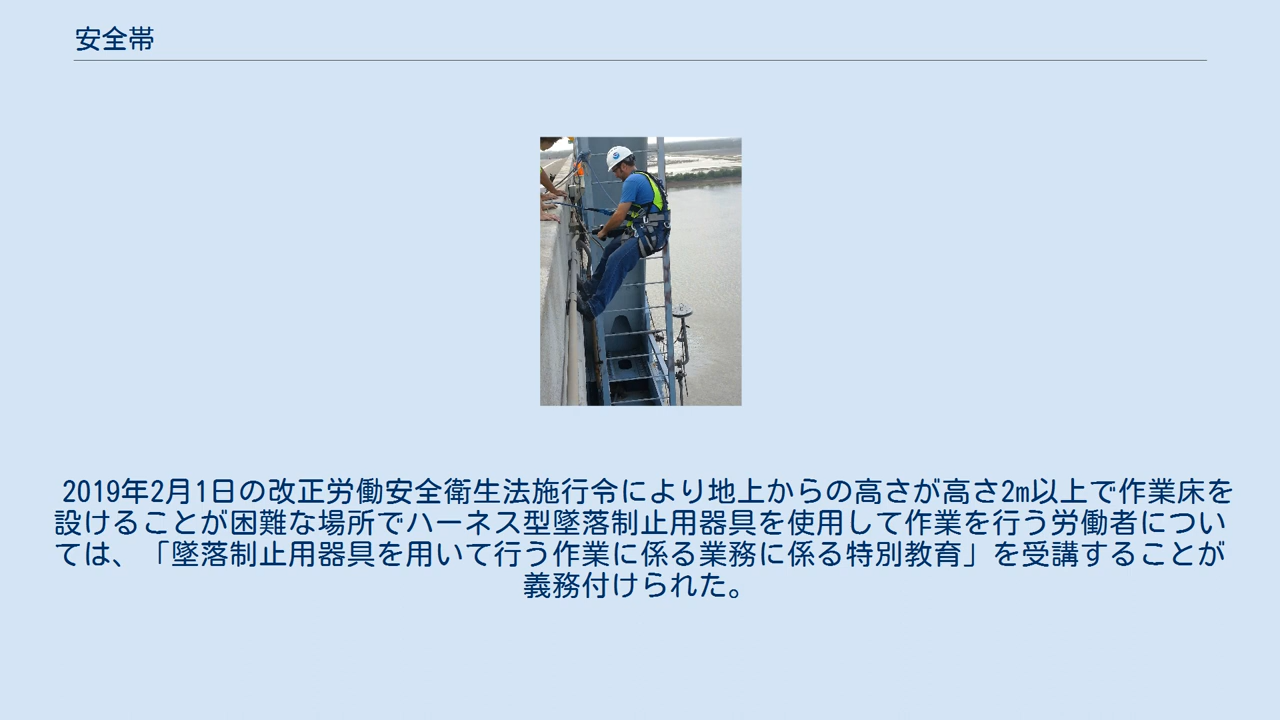 安全帯
2019年2月1日の改正労働安全衛生法施行令により地上からの高さが高さ2m以上で作業床を
設けることが困難な場所でハーネス型墜落制止用器具を使用して作業を行う労働者につい
ては、「墜落制止用器具を用いて行う作業に係る業務に係る特別教育」を受講することが
義務付けられた。